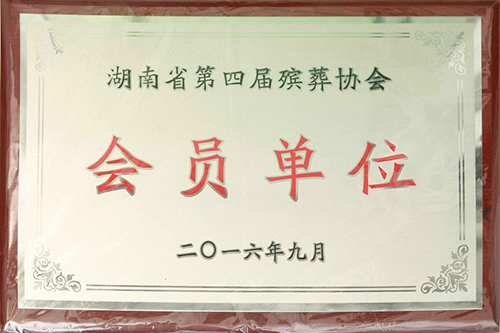 湖南省第四届殡葬协会
会员单位
二〇一六年九月